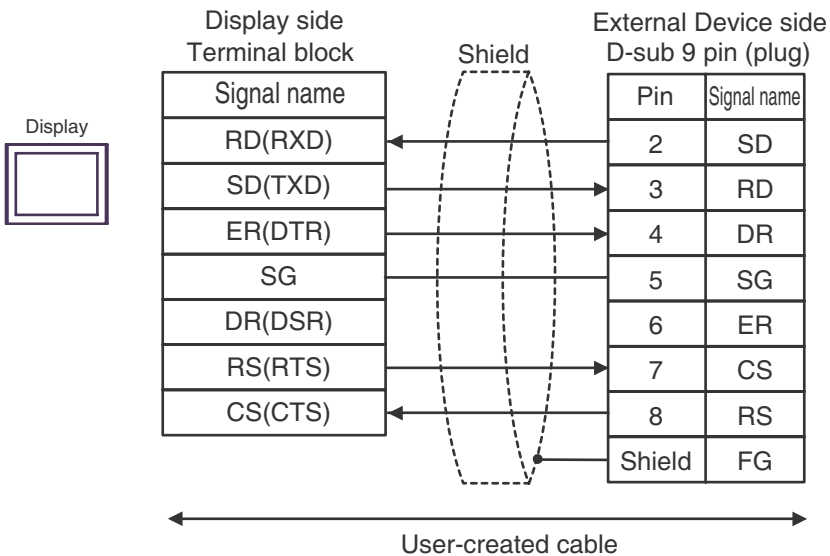 Display side
Terminal block
Shield
External Device side
D-sub 9 pin (plug)
Display
Signal name
Pin Signal name
RD(RXD) 2 SD
SD(TXD) 3 RD
ER(DTR) 4 DR
SG 5 SG
DR(DSR) 6 ER
RS(RTS) 7 CS
CS(CTS) 8 RS
Shield FG
User-created cable